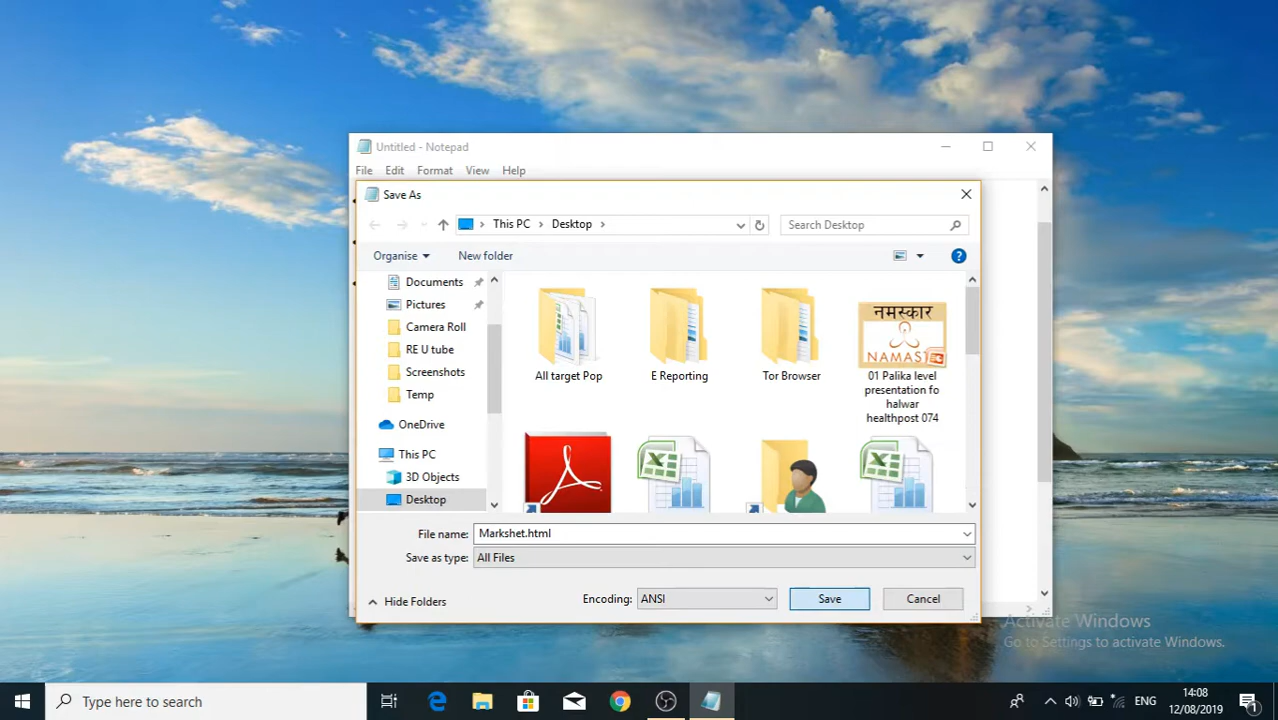 Untitled - Notepad
File Edit Format View Help
Save As
This PC Desktop
Search Desktop
Organise New folder
Documents
Pictures
Camera Roll
RE U tube
Screenshots
Temp
OneDrive
This PC
3D Objects
Desktop
All target Pop
E Reporting
Tor Browser
नमस्कार
NAMAS
01 Palika level
presentation fo
halwar
healthpost 074
File name: Markshet.html
Save as type: All Files
Hide Folders
Encoding: ANSI
Save
Cancel
Activate Windows
Go to Settings to activate Windows.
Type here to search
ENG
14:08
12/08/2019
1